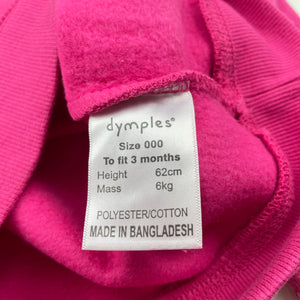 dymples®
Size 000
To fit 3 months
Height 62cm
Mass 6kg
POLYESTER/COTTON
MADE IN BANGLADESH